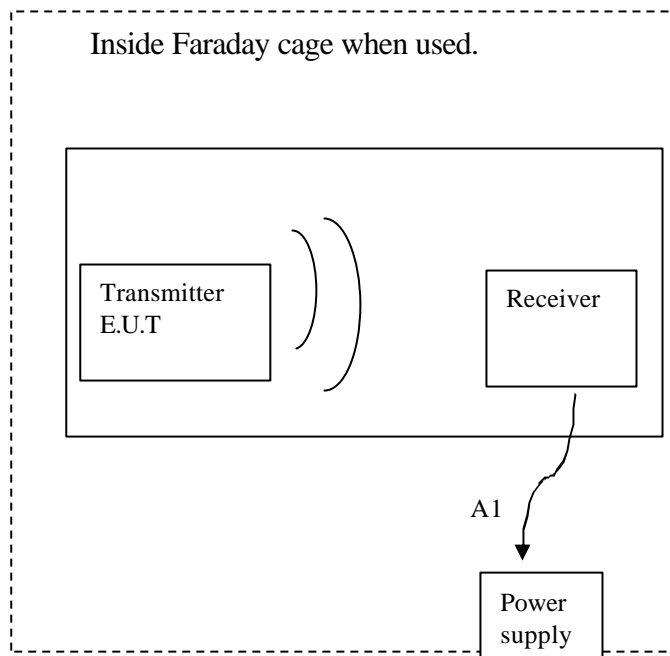 Inside Faraday cage when used.
Transmitter
E.U.T
Receiver
A1
Power
supply